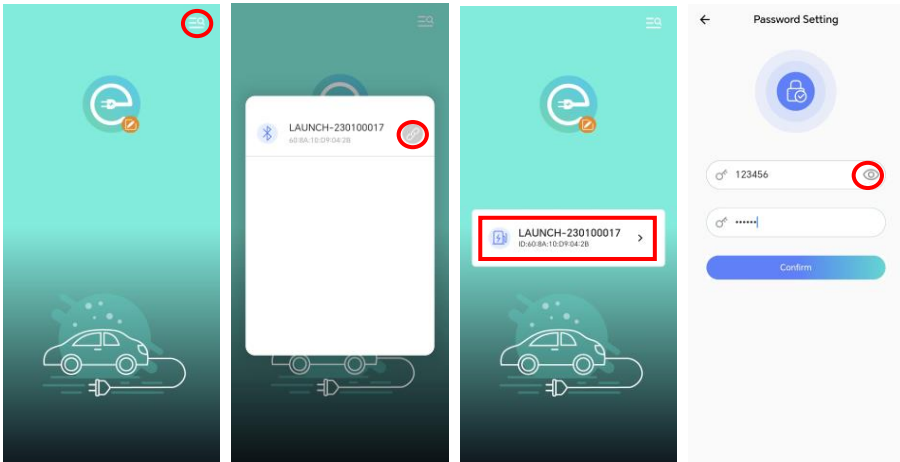 LAUNCH-230100017
60:8A:10:D9:04:2B
LAUNCH-230100017
ID:60:8A:10:D9:04:2B
Password Setting
123456
••••••
Confirm